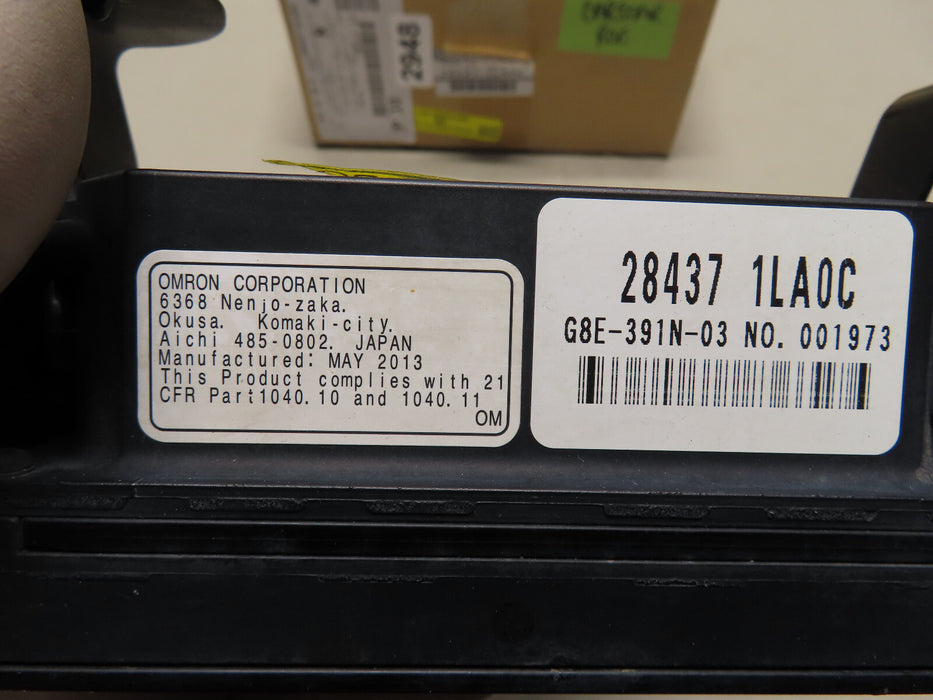 2948
OMRON CORPORATION
6368 Nenjo-zaka.
Okusa. Komaki-city.
Aichi 485-0802. JAPAN
Manufactured: MAY 2013
This Product complies with 21
CFR Part1040.10 and 1040.11
OM
28437 1LA0C
G8E-391N-03 NO. 001973